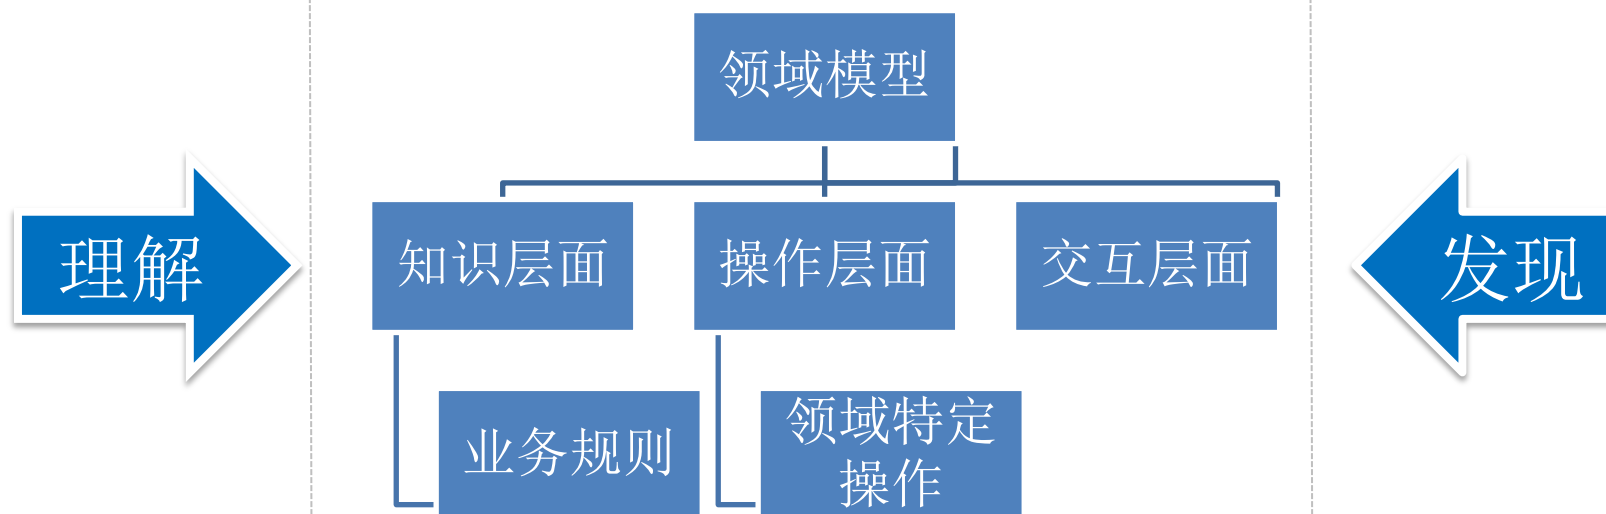 领域模型
理解
知识层面
操作层面
交互层面
发现
业务规则
领域特定
操作